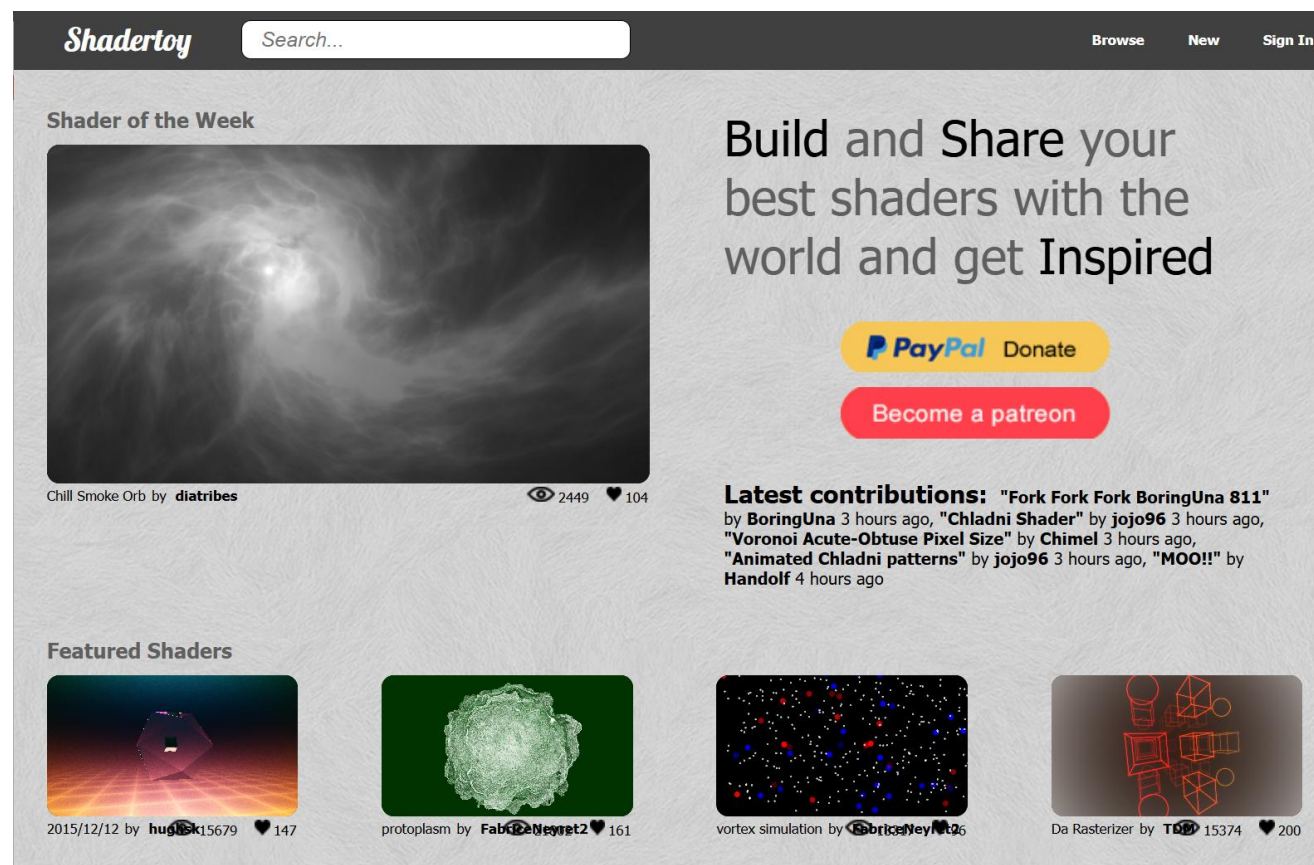 Shadertoy
Search...
Browse New Sign In
Shader of the Week
Chill Smoke Orb by diatribes 2449 104
Build and Share your
best shaders with the
world and get Inspired
PayPal Donate
Become a patreon
Latest contributions: "Fork Fork Fork BoringUna 811"
by BoringUna 3 hours ago, "Chladni Shader" by jojo96 3 hours ago,
"Voronoi Acute-Obtuse Pixel Size" by Chimel 3 hours ago,
"Animated Chladni patterns" by jojo96 3 hours ago, "MOO!!" by
Handolf 4 hours ago
Featured Shaders
2015/12/12 by hughsk 15679 147
protoplasm by FabriceNeyret2 161
vortex simulation by FabriceNeyret2
Da Rasterizer by TDM 15374 200